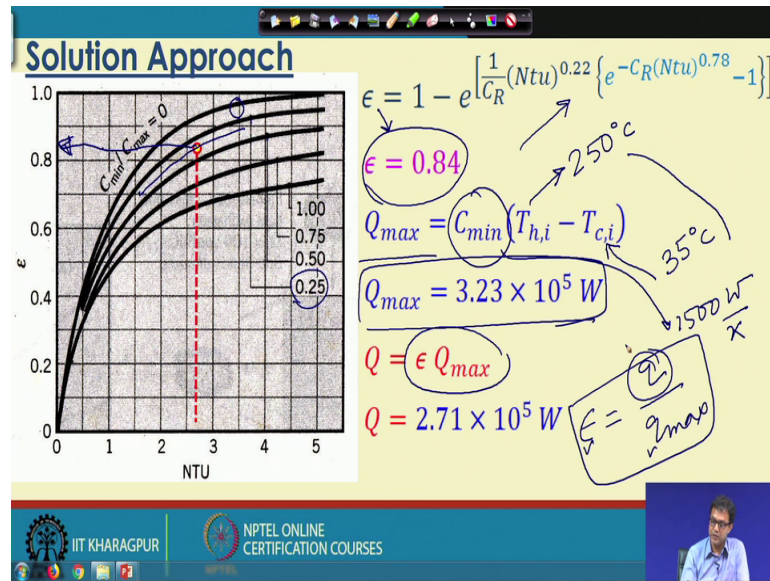 Solution Approach
1.0
0.8
0.6
0.4
0.2
0
ε
C_min/C_max = 0
1.00
0.75
0.50
0.25
0 1 2 3 4 5
NTU
ϵ = 1 − e^[1/C_R (Ntu)^0.22 {e^−C_R(Ntu)^0.78 −1}]
ϵ = 0.84
250°c
Q_max = C_min (T_h,i − T_c,i)
35°c
Q_max = 3.23 × 10^5 W
1500 W/K
Q = ϵ Q_max
Q = 2.71 × 10^5 W
ϵ = q/q_max
IIT KHARAGPUR
NPTEL ONLINE
CERTIFICATION COURSES